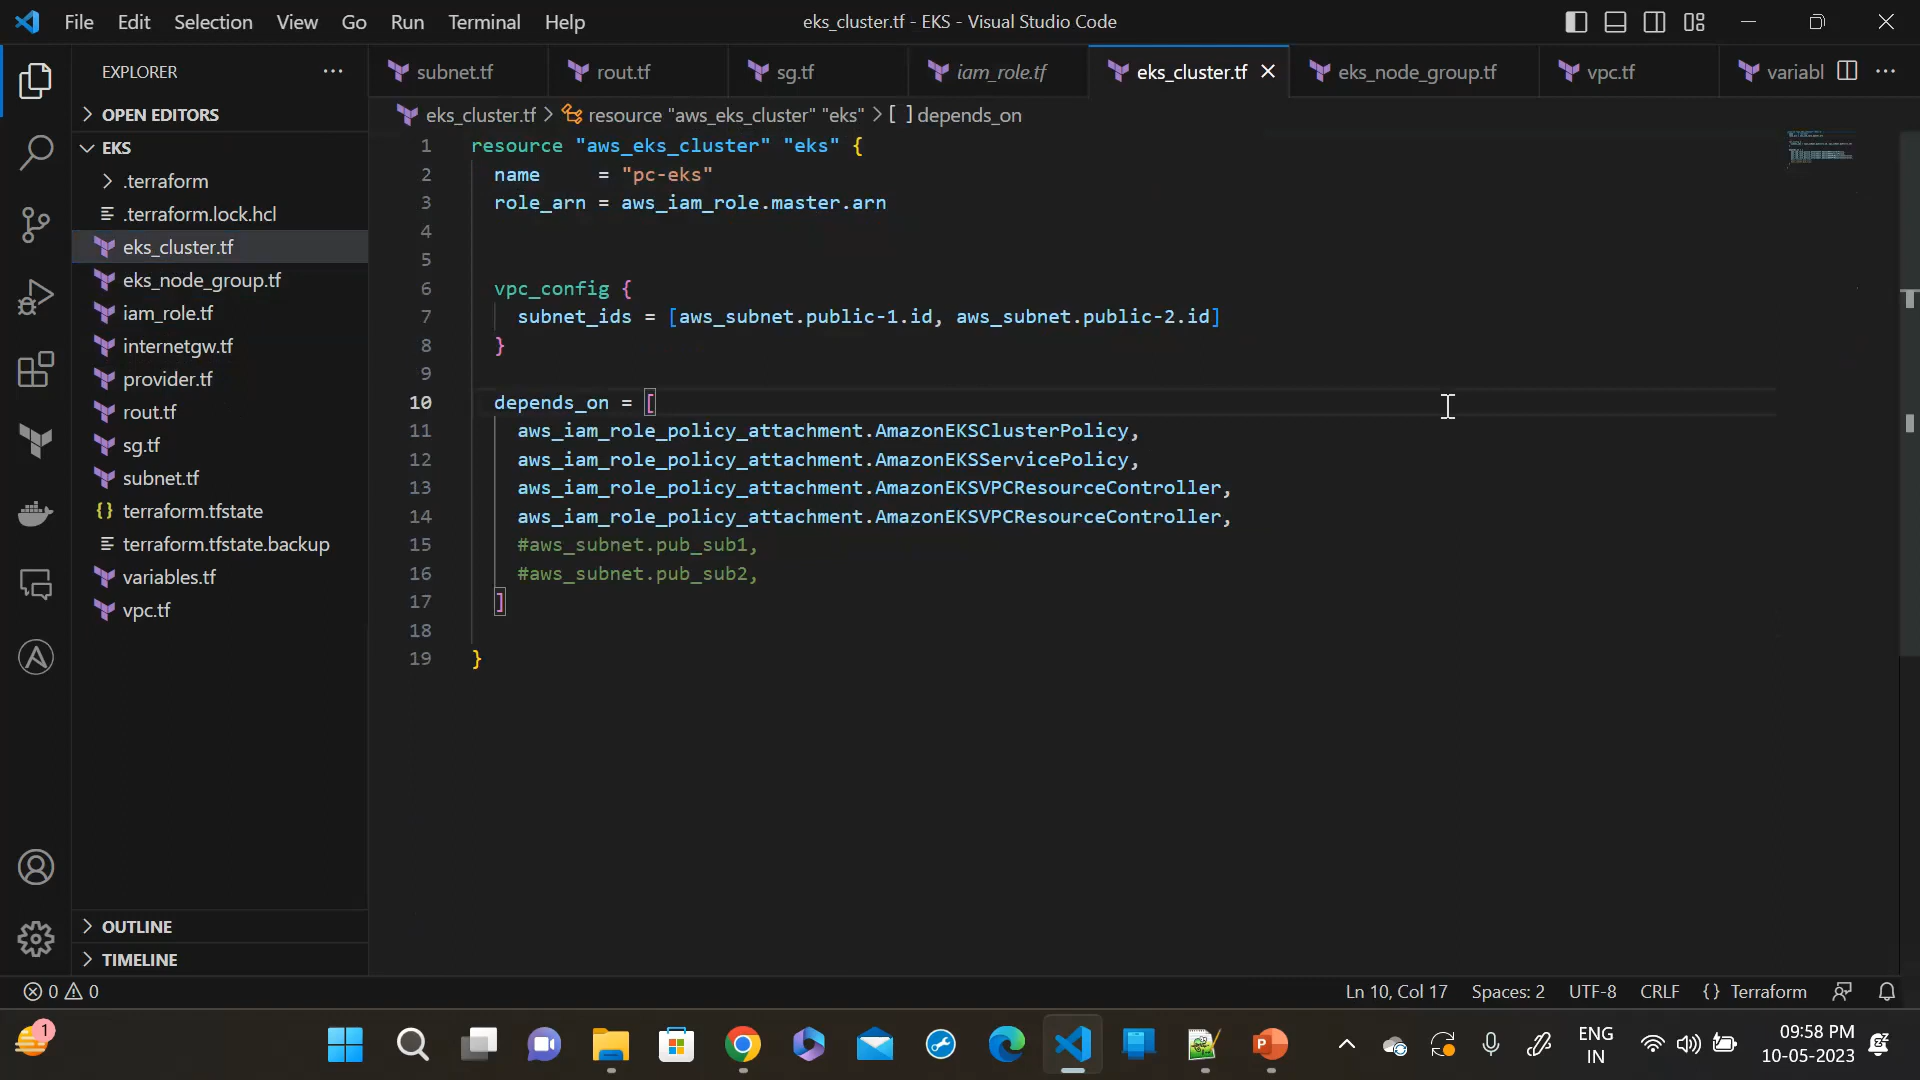 File Edit Selection View Go Run Terminal Help
eks_cluster.tf - EKS - Visual Studio Code
EXPLORER
OPEN EDITORS
EKS
.terraform
.terraform.lock.hcl
eks_cluster.tf
eks_node_group.tf
iam_role.tf
internetgw.tf
provider.tf
rout.tf
sg.tf
subnet.tf
terraform.tfstate
terraform.tfstate.backup
variables.tf
vpc.tf
OUTLINE
TIMELINE
subnet.tf rout.tf sg.tf iam_role.tf eks_cluster.tf eks_node_group.tf vpc.tf variabl
eks_cluster.tf > resource "aws_eks_cluster" "eks" > [ ] depends_on
1 resource "aws_eks_cluster" "eks" {
2 name     = "pc-eks"
3 role_arn = aws_iam_role.master.arn
4
5
6 vpc_config {
7 subnet_ids = [aws_subnet.public-1.id, aws_subnet.public-2.id]
8 }
9
10 depends_on = [
11 aws_iam_role_policy_attachment.AmazonEKSClusterPolicy,
12 aws_iam_role_policy_attachment.AmazonEKSServicePolicy,
13 aws_iam_role_policy_attachment.AmazonEKSVPCResourceController,
14 aws_iam_role_policy_attachment.AmazonEKSVPCResourceController,
15 #aws_subnet.pub_sub1,
16 #aws_subnet.pub_sub2,
17 ]
18
19 }
0 0
Ln 10, Col 17 Spaces: 2 UTF-8 CRLF {} Terraform
1
ENG
IN
09:58 PM
10-05-2023